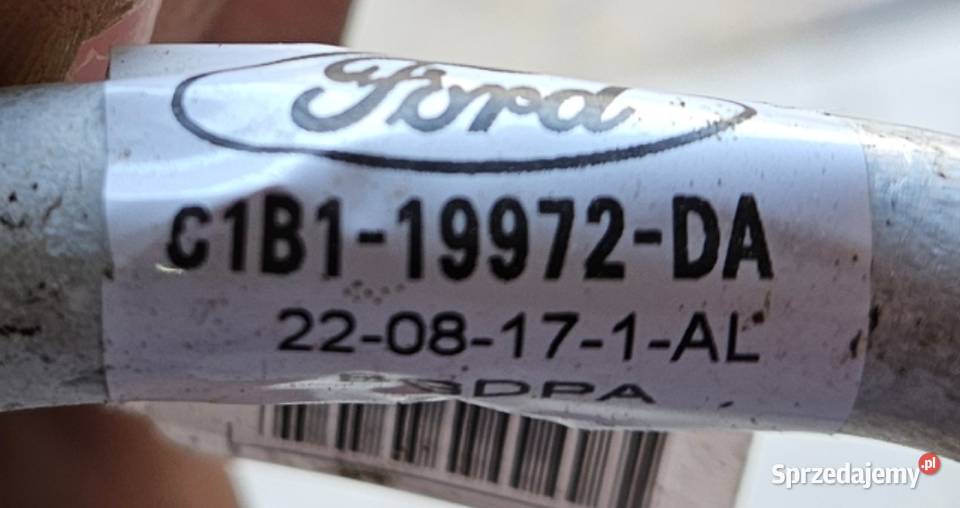 Ford
C1B1-19972-DA
22-08-17-1-AL
Sprzedajemy.pl